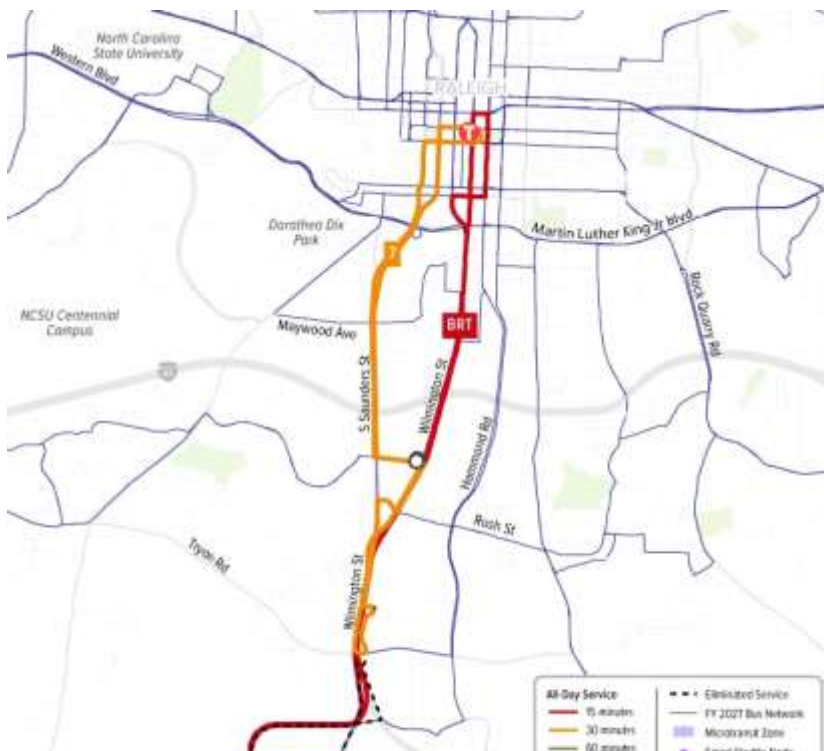 North Carolina
State University
Western Blvd
RALEIGH
T
Dorothea Dix
Park
Martin Luther King Jr Blvd
7
NCSU Centennial
Campus
Maywood Ave
BRT
Rock Quarry Rd
S Saunders St
Wilmington St
Hammond Rd
Rush St
Tryon Rd
Wilmington St
All-Day Service
15 minutes
30 minutes
60 minutes
Eliminated Service
FY 2027 Bus Network
Microtransit Zone